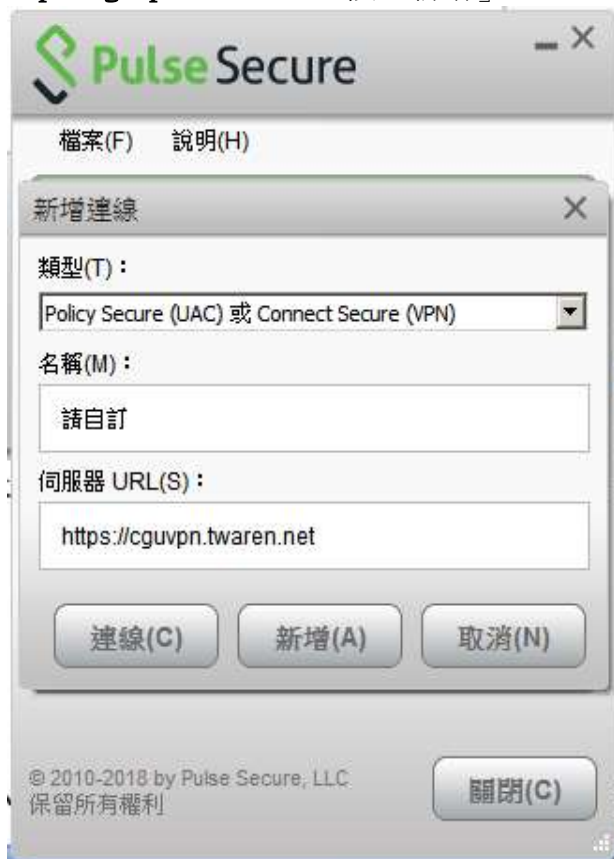 Pulse Secure
檔案(F) 說明(H)
新增連線
類型(T)：
Policy Secure (UAC) 或 Connect Secure (VPN)
名稱(M)：
請自訂
伺服器 URL(S)：
https://cguvpn.twaren.net
連線(C) 新增(A) 取消(N)
© 2010-2018 by Pulse Secure, LLC
保留所有權利
關閉(C)